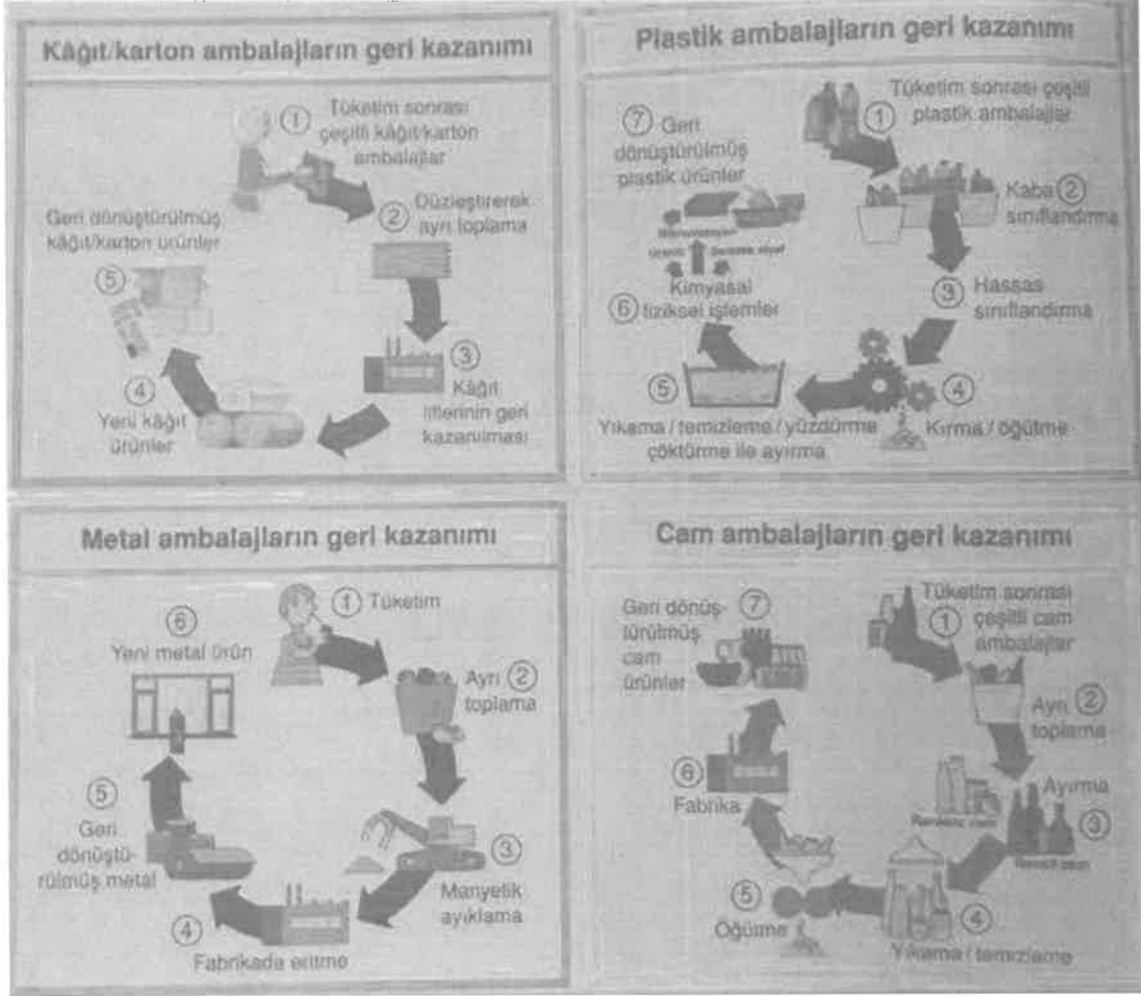 Kâğıt/karton ambalajların geri kazanımı
① Tüketim sonrası
çeşitli kâğıt/karton
ambalajlar
② Düzleştirerek
ayrı toplama
③
Kâğıt
liflerinin geri
kazanılması
④
Yeni kâğıt
ürünler
Geri dönüştürülmüş
kâğıt/karton ürünler
⑤
Plastik ambalajların geri kazanımı
Tüketim sonrası çeşitli
① plastik ambalajlar
Kaba ②
sınıflandırma
③ Hassas
sınıflandırma
④
Kırma / öğütme
⑤
Yıkama / temizleme / yüzdürme
çöktürme ile ayırma
Kimyasal
⑥ fiziksel işlemler
⑦ Geri
dönüştürülmüş
plastik ürünler
Metal ambalajların geri kazanımı
① Tüketim
Ayrı ②
toplama
③
Manyetik
ayıklama
④
Fabrikada eritme
⑤
Geri
dönüştü-
rülmüş metal
⑥
Yeni metal ürün
Cam ambalajların geri kazanımı
Tüketim sonrası
① çeşitli cam
ambalajlar
Ayrı ②
toplama
Ayırma
③
Renksiz cam
Renkli cam
④
Yıkama / temizleme
⑤
Öğütme
⑥
Fabrika
Geri dönüş- ⑦
türülmüş
cam
ürünler